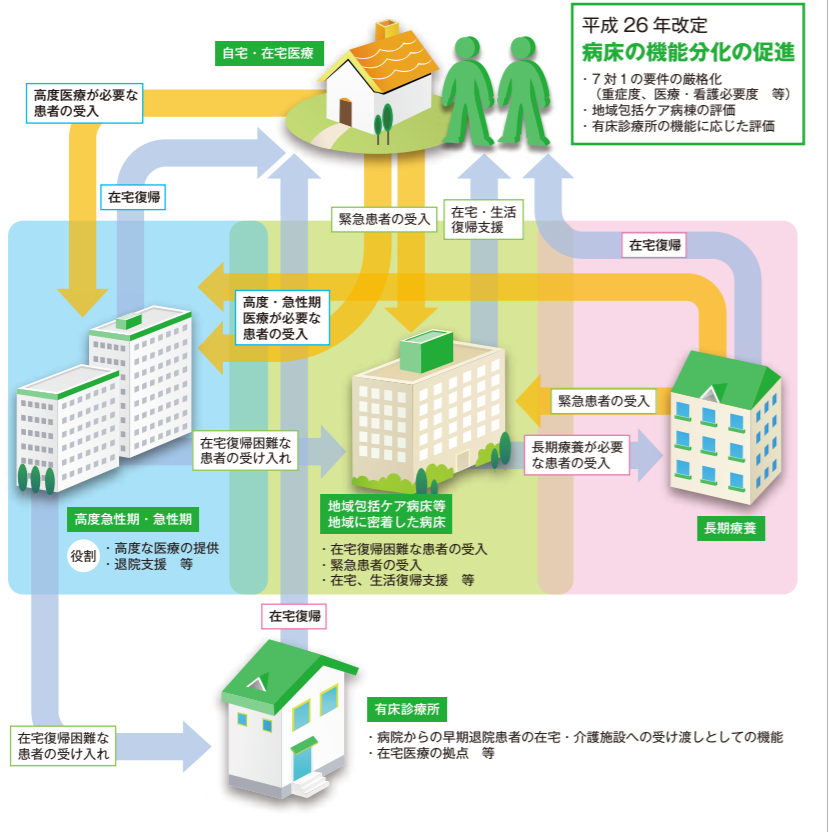 平成 26 年改定
病床の機能分化の促進
・7 対 1 の要件の厳格化
（重症度、医療・看護必要度　等）
・地域包括ケア病棟の評価
・有床診療所の機能に応じた評価
自宅・在宅医療
高度医療が必要な
患者の受入
在宅復帰
緊急患者の受入
在宅・生活
復帰支援
在宅復帰
高度・急性期
医療が必要な
患者の受入
緊急患者の受入
在宅復帰困難な
患者の受け入れ
長期療養が必要
な患者の受入
高度急性期・急性期
役割
・高度な医療の提供
・退院支援　等
地域包括ケア病床等
地域に密着した病床
・在宅復帰困難な患者の受入
・緊急患者の受入
・在宅、生活復帰支援　等
長期療養
在宅復帰
有床診療所
・病院からの早期退院患者の在宅・介護施設への受け渡しとしての機能
・在宅医療の拠点　等
在宅復帰困難な
患者の受け入れ